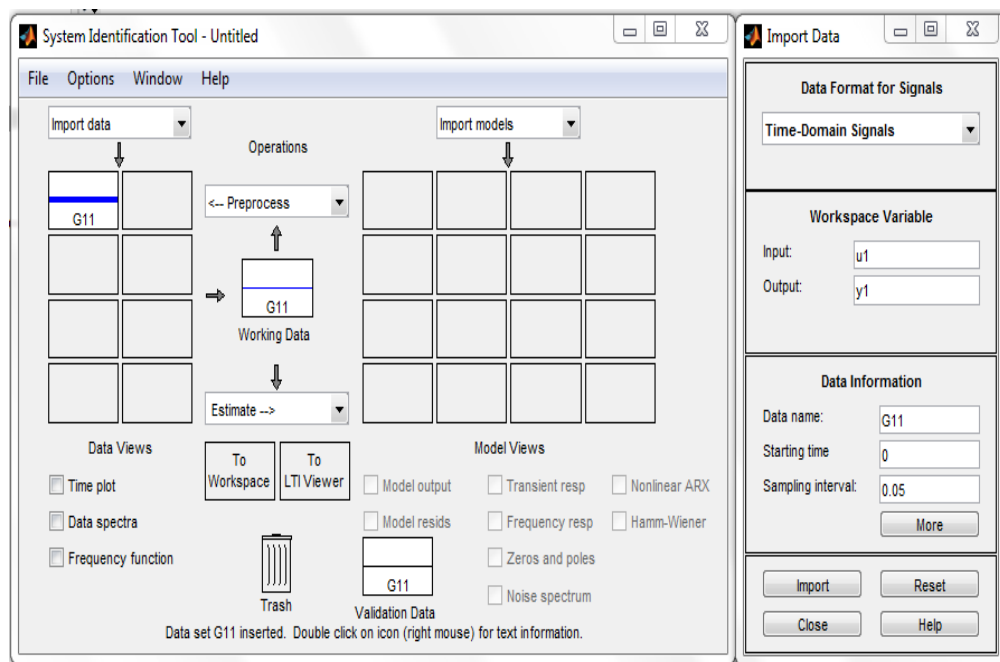 System Identification Tool - Untitled
File Options Window Help
Import data
Operations
Import models
G11
<-- Preprocess
G11
Working Data
Estimate -->
Data Views
To Workspace
To LTI Viewer
Model Views
Time plot
Data spectra
Frequency function
Model output
Transient resp
Nonlinear ARX
Model resids
Frequency resp
Hamm-Wiener
Zeros and poles
Noise spectrum
Trash
G11
Validation Data
Data set G11 inserted. Double click on icon (right mouse) for text information.
Import Data
Data Format for Signals
Time-Domain Signals
Workspace Variable
Input: u1
Output: y1
Data Information
Data name: G11
Starting time 0
Sampling interval: 0.05
More
Import Reset
Close Help